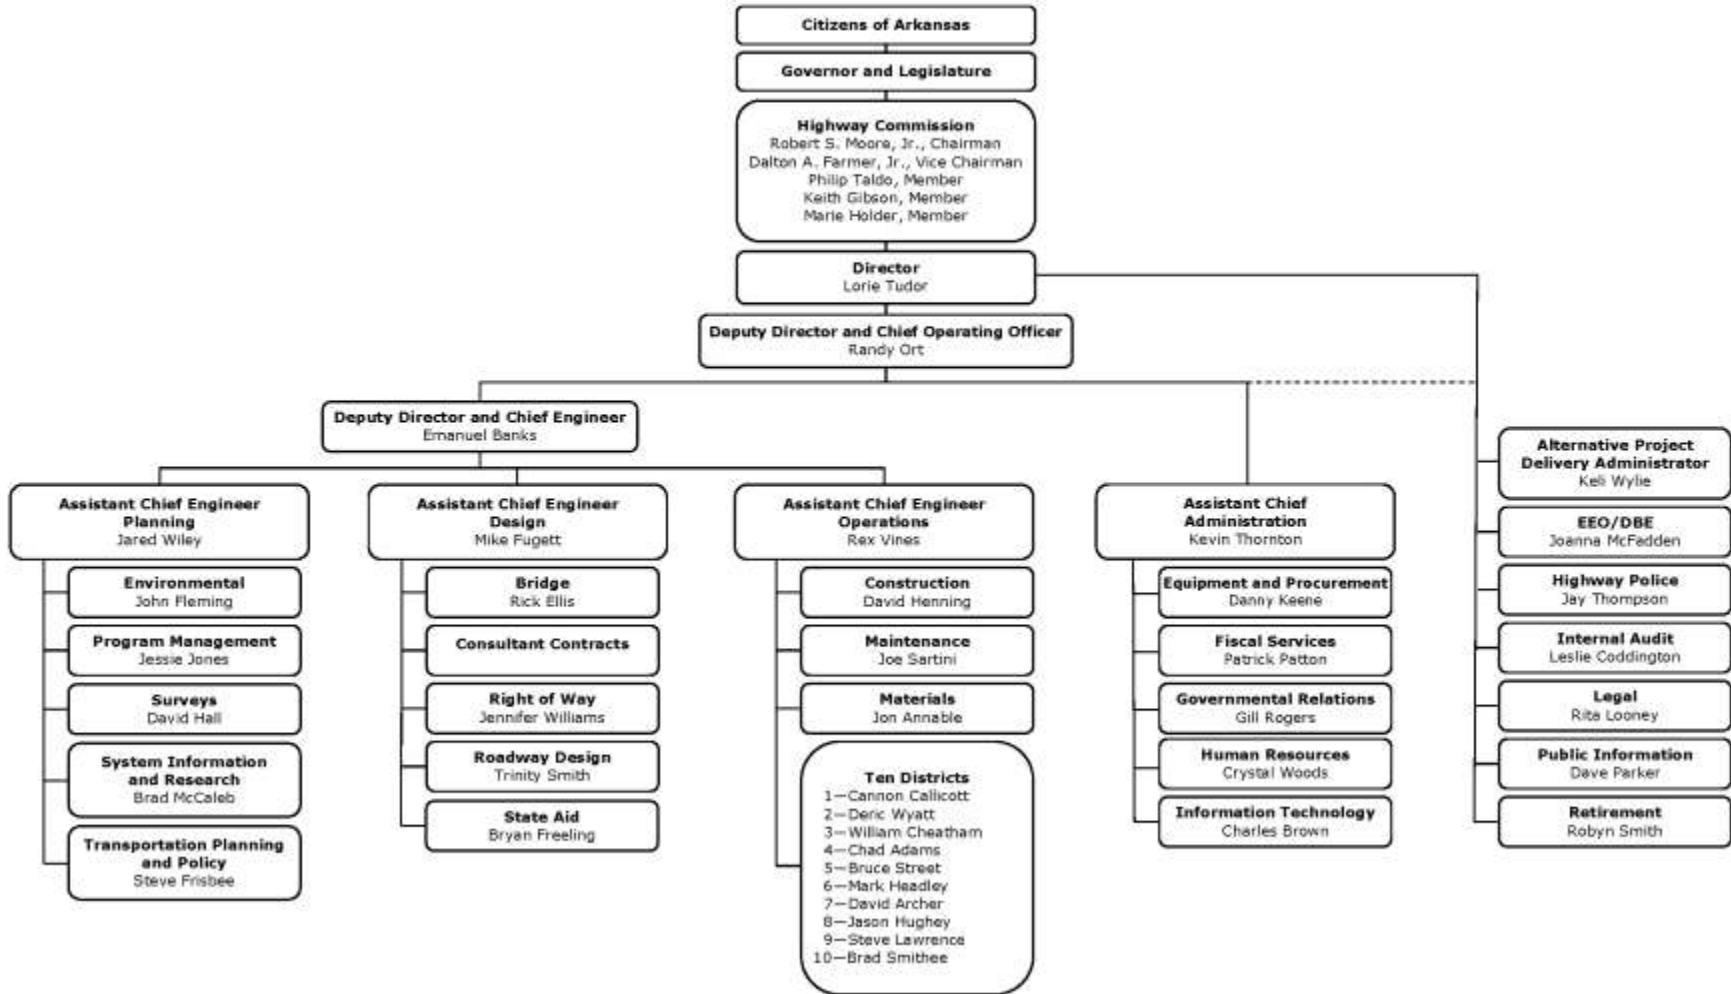 Citizens of Arkansas
Governor and Legislature
Highway Commission
Robert S. Moore, Jr., Chairman
Dalton A. Farmer, Jr., Vice Chairman
Philip Taldo, Member
Keith Gibson, Member
Marie Holder, Member
Director
Lorie Tudor
Deputy Director and Chief Operating Officer
Randy Ort
Deputy Director and Chief Engineer
Emanuel Banks
Assistant Chief Engineer
Planning
Jared Wiley
Environmental
John Fleming
Program Management
Jessie Jones
Surveys
David Hall
System Information
and Research
Brad McCaleb
Transportation Planning
and Policy
Steve Frisbee
Assistant Chief Engineer
Design
Mike Fugett
Bridge
Rick Ellis
Consultant Contracts
Right of Way
Jennifer Williams
Roadway Design
Trinity Smith
State Aid
Bryan Freeling
Assistant Chief Engineer
Operations
Rex Vines
Construction
David Henning
Maintenance
Joe Sartini
Materials
Jon Annable
Ten Districts
1—Cannon Callicott
2—Deric Wyatt
3—William Cheatham
4—Chad Adams
5—Bruce Street
6—Mark Headley
7—David Archer
8—Jason Hughey
9—Steve Lawrence
10—Brad Smithee
Assistant Chief
Administration
Kevin Thornton
Equipment and Procurement
Danny Keene
Fiscal Services
Patrick Patton
Governmental Relations
Gill Rogers
Human Resources
Crystal Woods
Information Technology
Charles Brown
Alternative Project
Delivery Administrator
Keli Wylie
EEO/DBE
Joanna McFadden
Highway Police
Jay Thompson
Internal Audit
Leslie Coddington
Legal
Rita Looney
Public Information
Dave Parker
Retirement
Robyn Smith